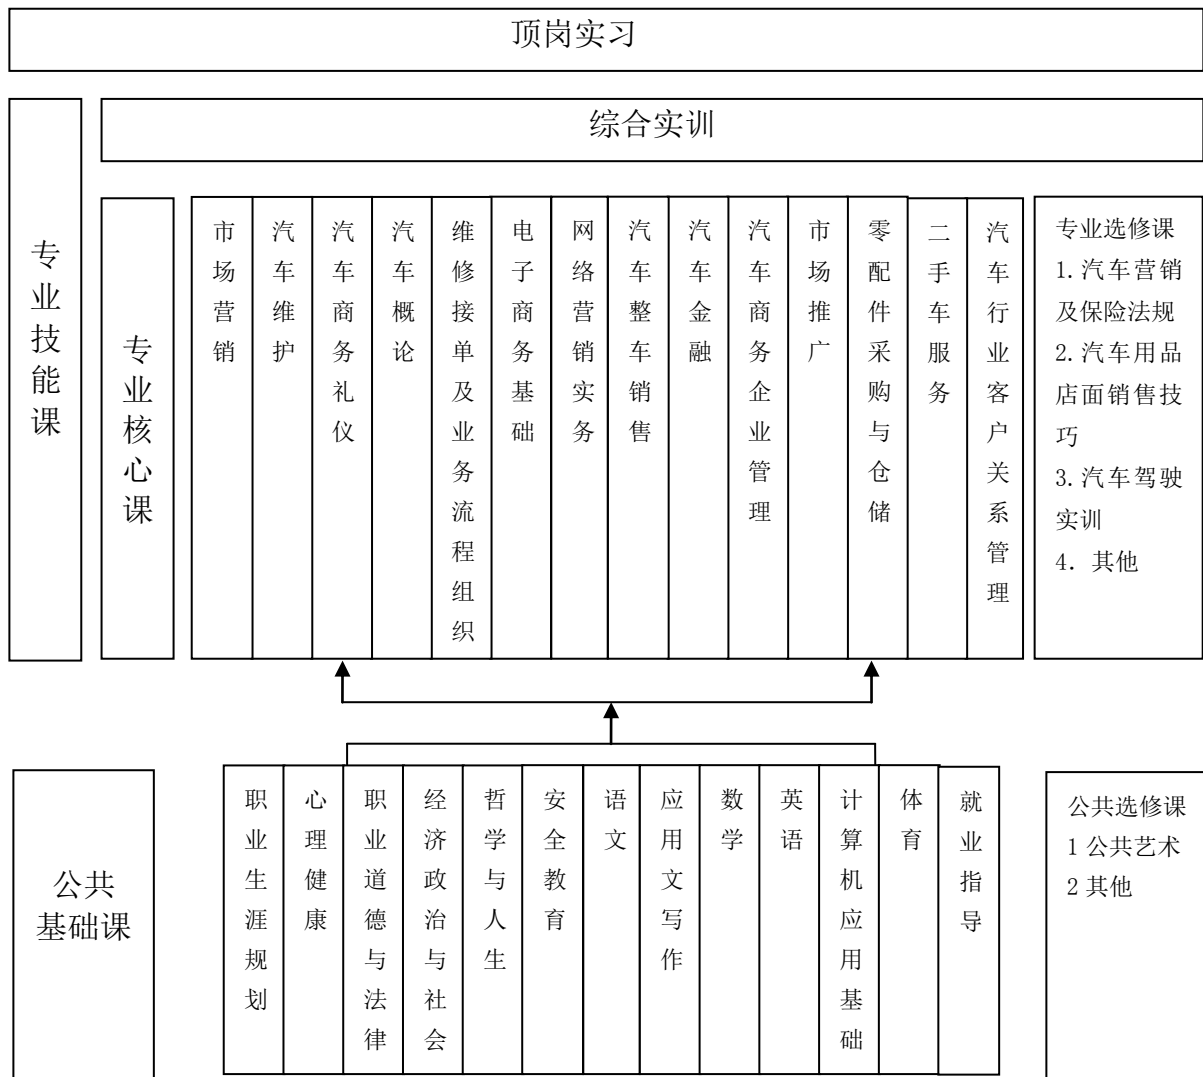 顶岗实习
综合实训
专业技能课
专业核心课
市场营销
汽车维护
汽车商务礼仪
汽车概论
维修接单及业务流程组织
电子商务基础
网络营销实务
汽车整车销售
汽车金融
汽车商务企业管理
市场推广
零配件采购与仓储
二手车服务
汽车行业客户关系管理
专业选修课
1.汽车营销
及保险法规
2.汽车用品
店面销售技
巧
3.汽车驾驶
实训
4. 其他
公共
基础课
职业生涯规划
心理健康
职业道德与法律
经济政治与社会
哲学与人生
安全教育
语文
应用文写作
数学
英语
计算机应用基础
体育
就业指导
公共选修课
1 公共艺术
2 其他